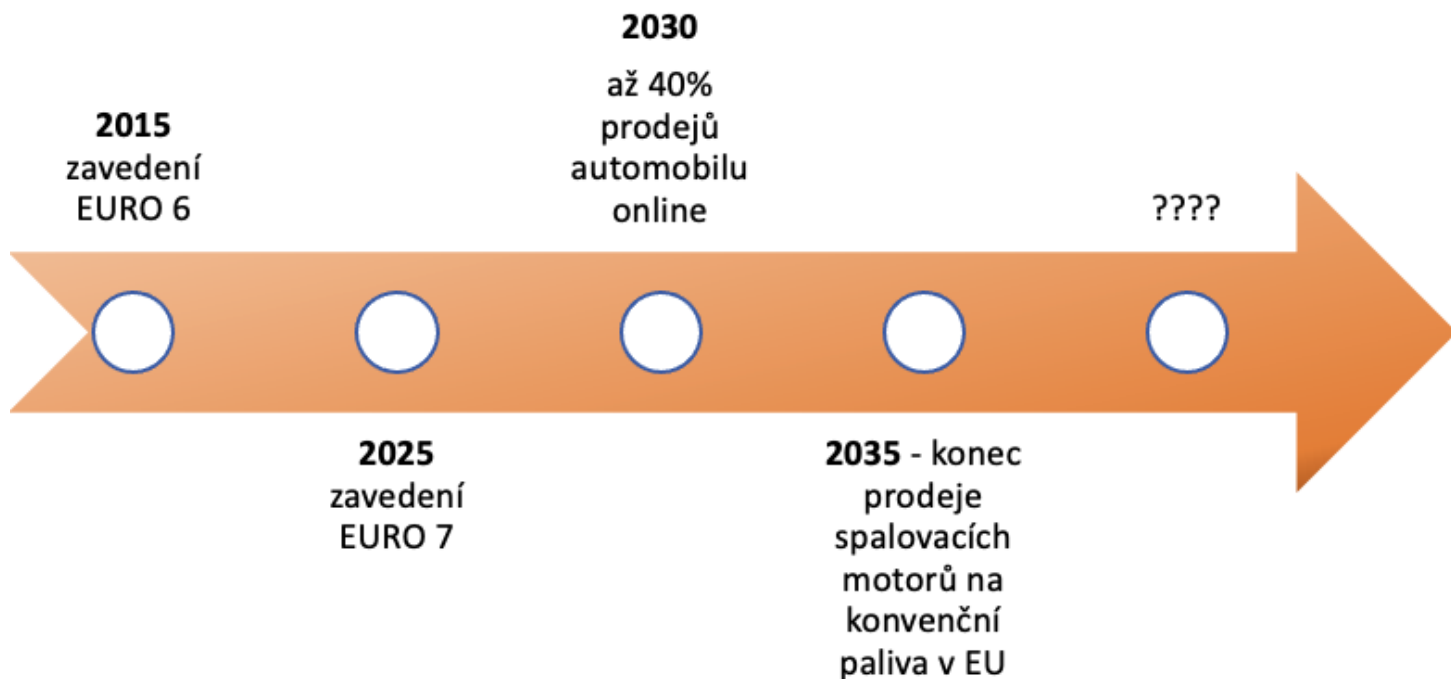 2015
zavedení
EURO 6
2025
zavedení
EURO 7
2030
až 40%
prodejů
automobilu
online
2035 - konec
prodeje
spalovacích
motorů na
konvenční
paliva v EU
????